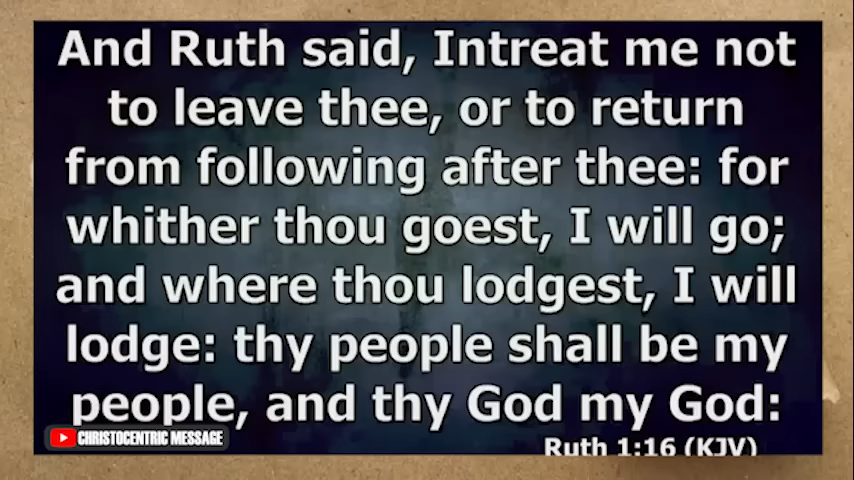 And Ruth said, Intreat me not
to leave thee, or to return
from following after thee: for
whither thou goest, I will go;
and where thou lodgest, I will
lodge: thy people shall be my
people, and thy God my God:
CHRISTOCENTRIC MESSAGE
Ruth 1:16 (KJV)